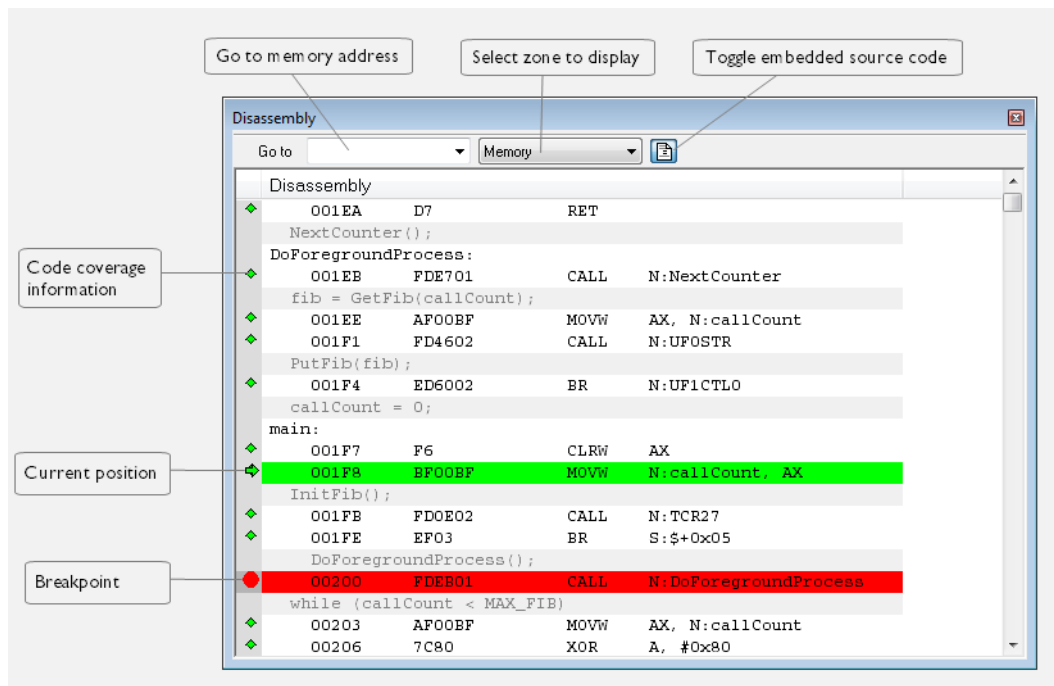 Go to memory address
Select zone to display
Toggle embedded source code
Disassembly
Go to
Memory
Disassembly
001EA D7 RET
NextCounter();
DoForegroundProcess:
Code coverage
information
001EB FDE701 CALL N:NextCounter
fib = GetFib(callCount);
001EE AF00BF MOVW AX, N:callCount
001F1 FD4602 CALL N:UF0STR
PutFib(fib);
001F4 ED6002 BR N:UF1CTL0
callCount = 0;
main:
001F7 F6 CLRW AX
Current position
001F8 BF00BF MOVW N:callCount, AX
InitFib();
001FB FD0E02 CALL N:TCR27
001FE EF03 BR S:$+0x05
DoForegroundProcess();
Breakpoint
00200 FDEB01 CALL N:DoForegroundProcess
while (callCount < MAX_FIB)
00203 AF00BF MOVW AX, N:callCount
00206 7C80 XOR A, #0x80